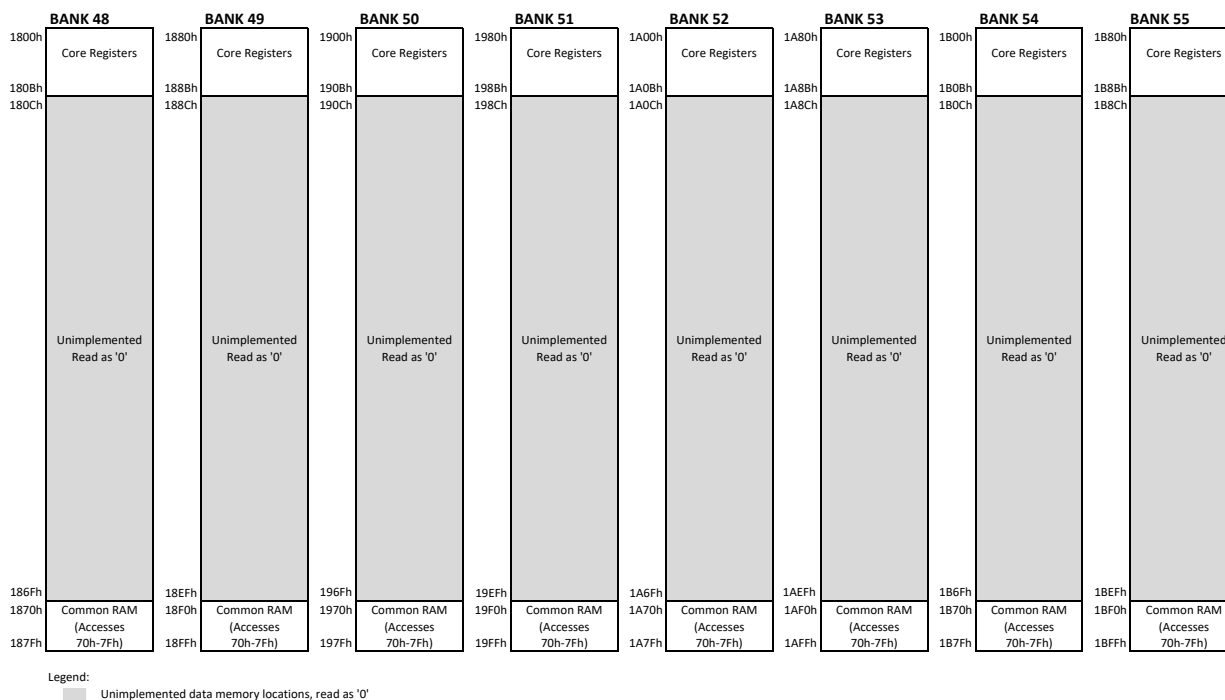 BANK 48 BANK 49 BANK 50 BANK 51 BANK 52 BANK 53 BANK 54 BANK 55
1800h 1880h 1900h 1980h 1A00h 1A80h 1B00h 1B80h
Core Registers Core Registers Core Registers Core Registers Core Registers Core Registers Core Registers Core Registers
180Bh 188Bh 190Bh 198Bh 1A0Bh 1A8Bh 1B0Bh 1B8Bh
180Ch 188Ch 190Ch 198Ch 1A0Ch 1A8Ch 1B0Ch 1B8Ch
Unimplemented Unimplemented Unimplemented Unimplemented Unimplemented Unimplemented Unimplemented Unimplemented
Read as '0' Read as '0' Read as '0' Read as '0' Read as '0' Read as '0' Read as '0' Read as '0'
186Fh 18EFh 196Fh 19EFh 1A6Fh 1AEFh 1B6Fh 1BEFh
1870h Common RAM 18F0h Common RAM 1970h Common RAM 19F0h Common RAM 1A70h Common RAM 1AF0h Common RAM 1B70h Common RAM 1BF0h Common RAM
(Accesses (Accesses (Accesses (Accesses (Accesses (Accesses (Accesses (Accesses
187Fh 70h-7Fh) 18FFh 70h-7Fh) 197Fh 70h-7Fh) 19FFh 70h-7Fh) 1A7Fh 70h-7Fh) 1AFFh 70h-7Fh) 1B7Fh 70h-7Fh) 1BFFh 70h-7Fh)
Legend:
Unimplemented data memory locations, read as '0'